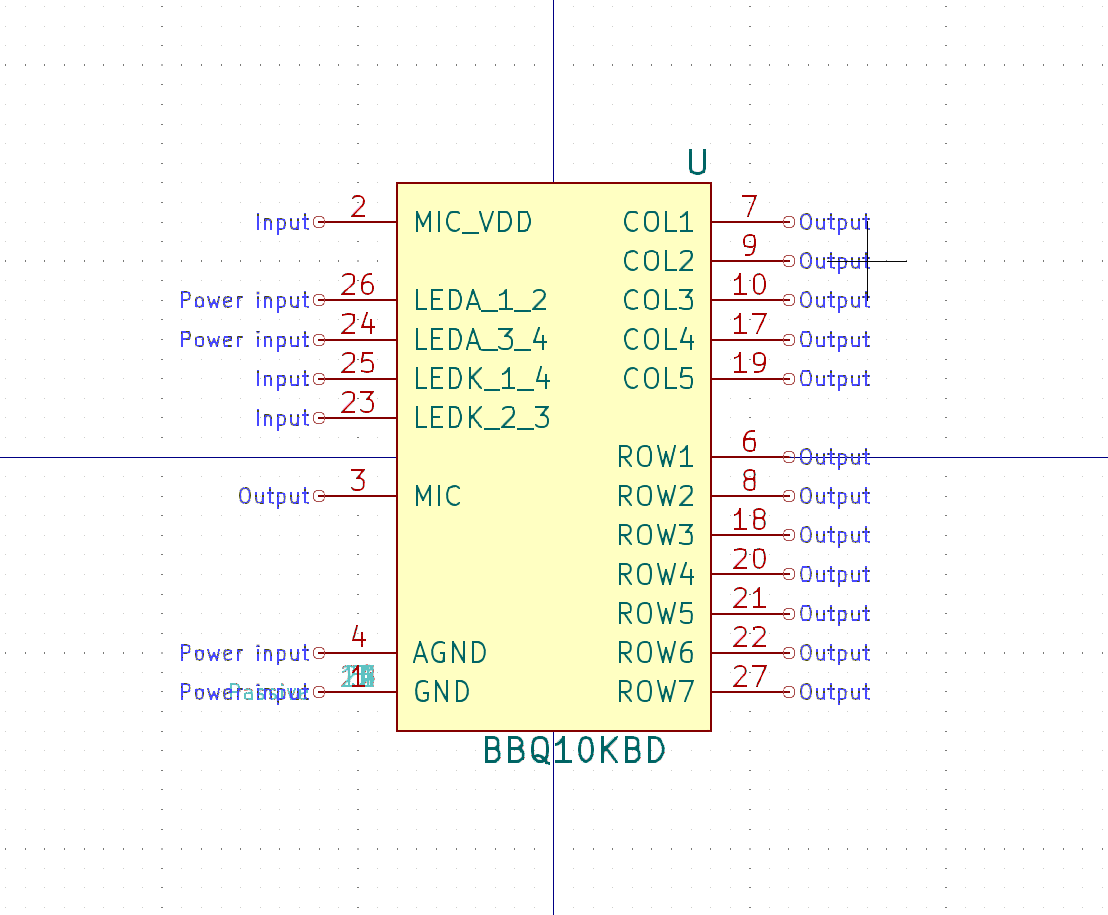 U
Input 2 MIC_VDD COL1 7 Output
COL2 9 Output
Power input 26 LEDA_1_2 COL3 10 Output
Power input 24 LEDA_3_4 COL4 17 Output
Input 25 LEDK_1_4 COL5 19 Output
Input 23 LEDK_2_3
ROW1 6 Output
Output 3 MIC ROW2 8 Output
ROW3 18 Output
ROW4 20 Output
ROW5 21 Output
Power input 4 AGND ROW6 22 Output
Power input Passive 1 GND ROW7 27 Output
BBQ10KBD